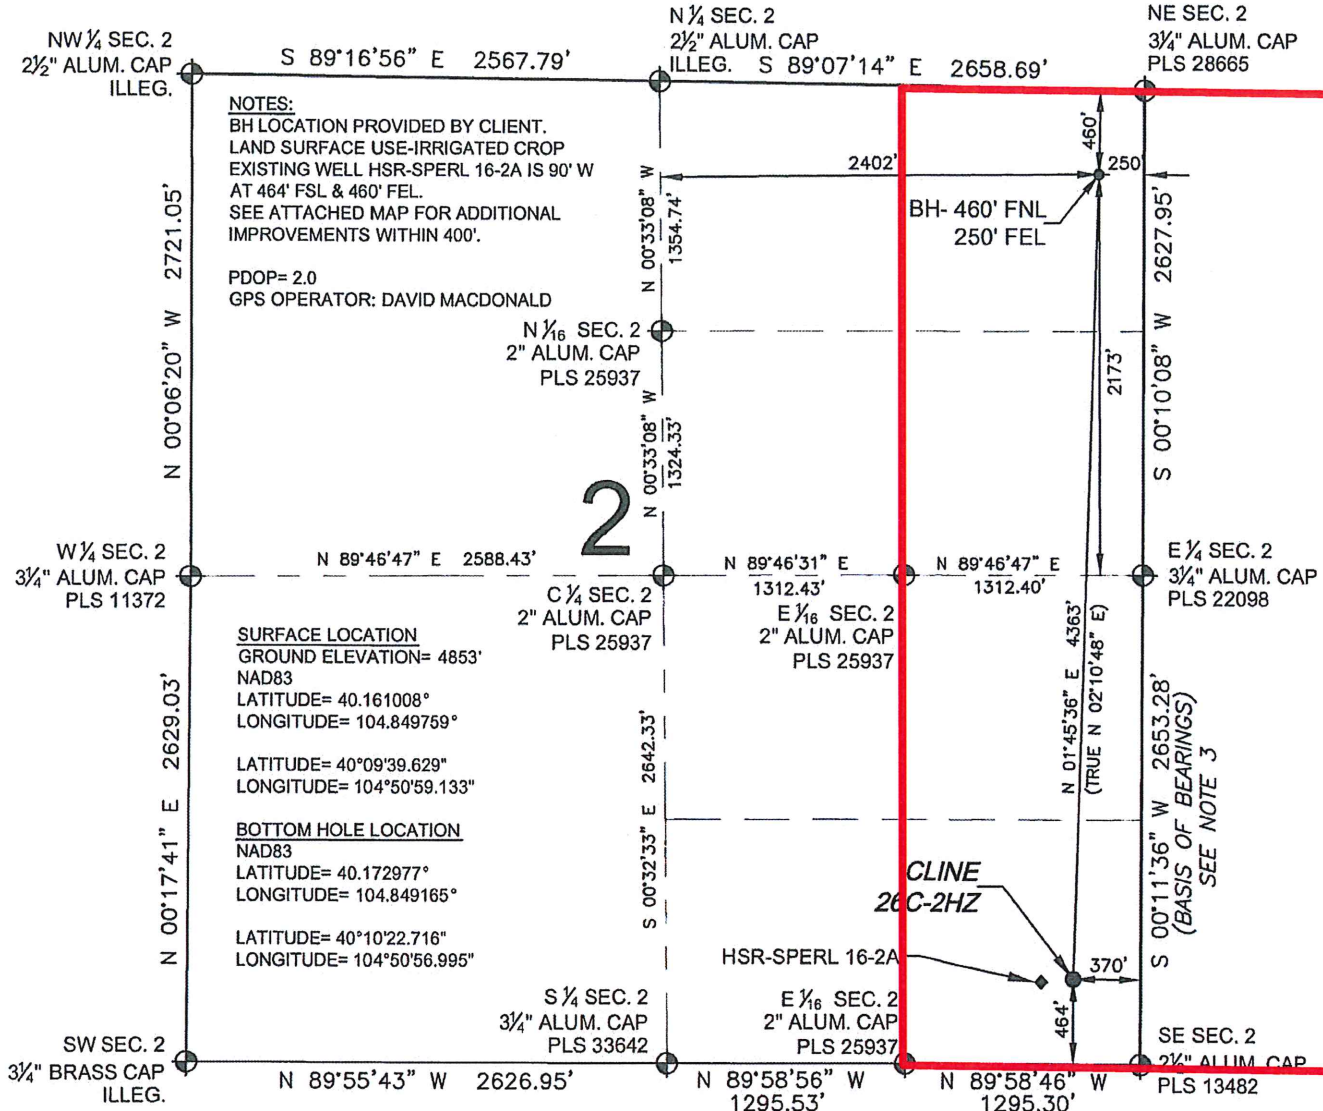 NW ¼ SEC. 2
2½" ALUM. CAP
ILLEG.
S 89°16'56" E 2567.79'
N ¼ SEC. 2
2½" ALUM. CAP
ILLEG.
S 89°07'14" E 2658.69'
NE SEC. 2
3¼" ALUM. CAP
PLS 28665
NOTES:
BH LOCATION PROVIDED BY CLIENT.
LAND SURFACE USE-IRRIGATED CROP
EXISTING WELL HSR-SPERL 16-2A IS 90' W
AT 464' FSL & 460' FEL.
SEE ATTACHED MAP FOR ADDITIONAL
IMPROVEMENTS WITHIN 400'.
PDOP= 2.0
GPS OPERATOR: DAVID MACDONALD
N 00°06'20" W 2721.05'
N 00°33'08" W
1354.74'
2402'
460'
250'
BH- 460' FNL
250' FEL
S 00°10'08" W 2627.95'
2173'
N 1⁄16 SEC. 2
2" ALUM. CAP
PLS 25937
N 00°33'08" W
1324.33'
2
W ¼ SEC. 2
3¼" ALUM. CAP
PLS 11372
N 89°46'47" E 2588.43'
C ¼ SEC. 2
2" ALUM. CAP
PLS 25937
N 89°46'31" E
1312.43'
E 1⁄16 SEC. 2
2" ALUM. CAP
PLS 25937
N 89°46'47" E
1312.40'
E ¼ SEC. 2
3¼" ALUM. CAP
PLS 22098
SURFACE LOCATION
GROUND ELEVATION= 4853'
NAD83
LATITUDE= 40.161008°
LONGITUDE= 104.849759°
LATITUDE= 40°09'39.629"
LONGITUDE= 104°50'59.133"
BOTTOM HOLE LOCATION
NAD83
LATITUDE= 40.172977°
LONGITUDE= 104.849165°
LATITUDE= 40°10'22.716"
LONGITUDE= 104°50'56.995"
N 00°17'41" E 2629.03'
S 00°32'33" E 2642.33'
N 01°45'36" E 4363'
(TRUE N 02°10'48" E)
S 00°11'36" W 2653.28'
(BASIS OF BEARINGS)
SEE NOTE 3
CLINE
26C-2HZ
HSR-SPERL 16-2A
370'
464'
SW SEC. 2
3¼" BRASS CAP
ILLEG.
N 89°55'43" W 2626.95'
S ¼ SEC. 2
3¼" ALUM. CAP
PLS 33642
N 89°58'56" W
1295.53'
E 1⁄16 SEC. 2
2" ALUM. CAP
PLS 25937
N 89°58'46" W
1295.30'
SE SEC. 2
2½" ALUM. CAP
PLS 13482